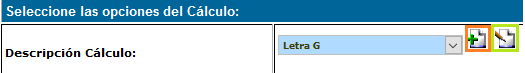 Seleccione las opciones del Cálculo:
Descripción Cálculo:
Letra G